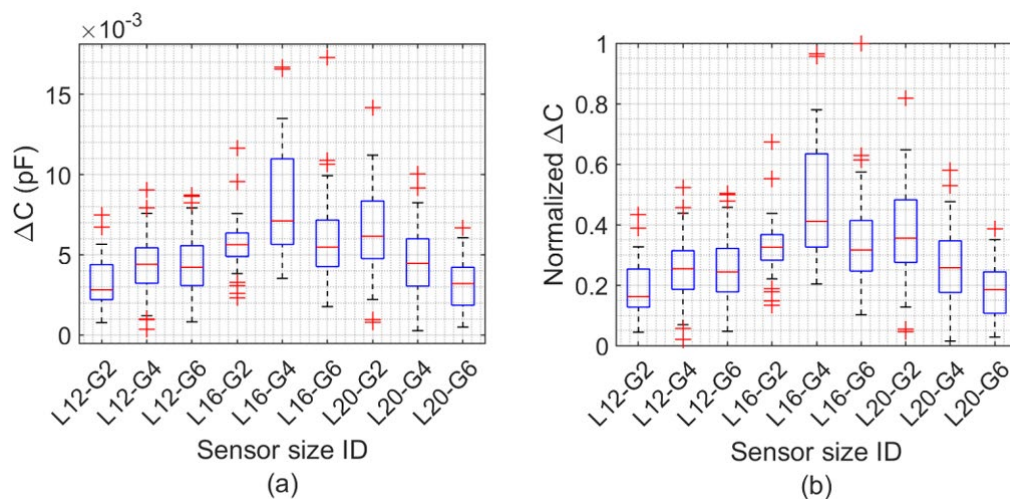 ×10⁻³
15
10
5
0
ΔC (pF)
L12-G2
L12-G4
L12-G6
L16-G2
L16-G4
L16-G6
L20-G2
L20-G4
L20-G6
Sensor size ID
(a)
1
0.8
0.6
0.4
0.2
0
Normalized ΔC
L12-G2
L12-G4
L12-G6
L16-G2
L16-G4
L16-G6
L20-G2
L20-G4
L20-G6
Sensor size ID
(b)